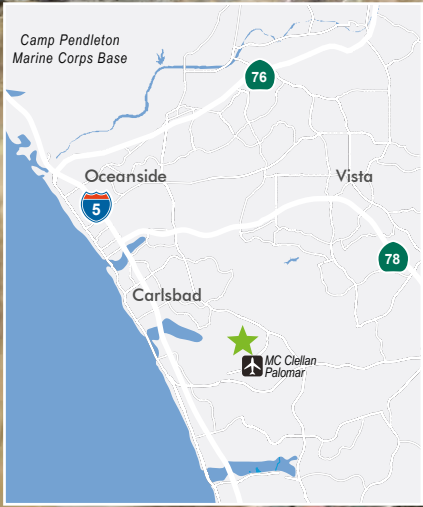 Camp Pendleton
Marine Corps Base
76
Oceanside
Vista
5
78
Carlsbad
MC Clellan
Palomar